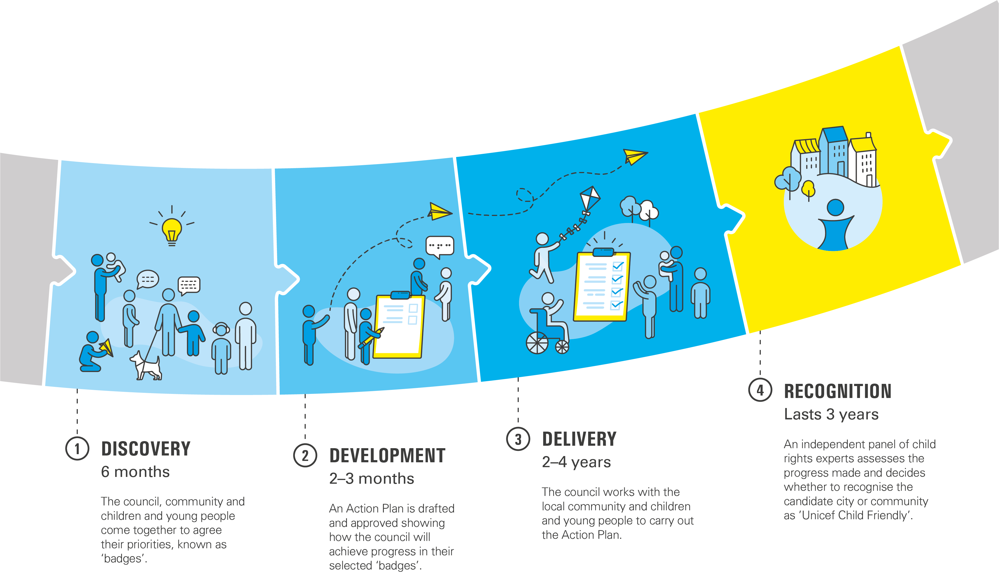 1
DISCOVERY
6 months
The council, community and
children and young people
come together to agree
their priorities, known as
‘badges’.
2
DEVELOPMENT
2–3 months
An Action Plan is drafted
and approved showing
how the council will
achieve progress in their
selected ‘badges’.
3
DELIVERY
2–4 years
The council works with the
local community and children
and young people to carry out
the Action Plan.
4
RECOGNITION
Lasts 3 years
An independent panel of child
rights experts assesses the
progress made and decides
whether to recognise the
candidate city or community
as ’Unicef Child Friendly’.